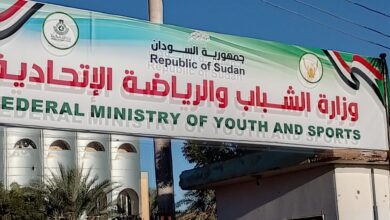 جمهورية السودان
Republic of Sudan
وزارة الشباب والرياضة الإتحادية
FEDERAL MINISTRY OF YOUTH AND SPORTS